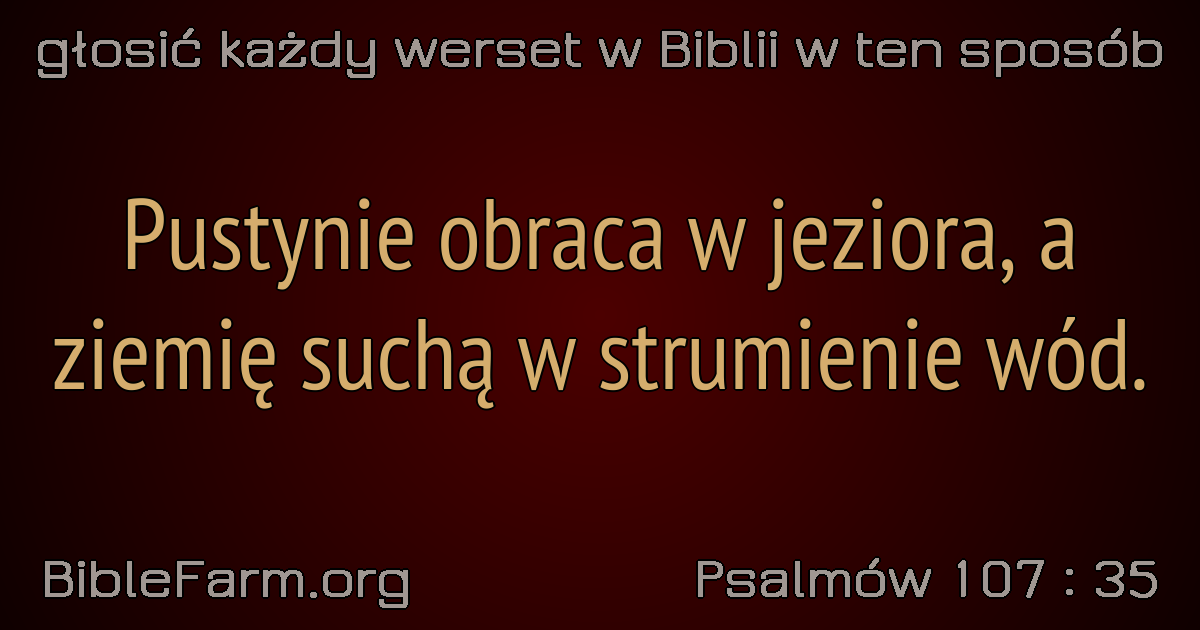 głosić każdy werset w Biblii w ten sposób
Pustynie obraca w jeziora, a
ziemię suchą w strumienie wód.
BibleFarm.org
Psalmów 107 : 35